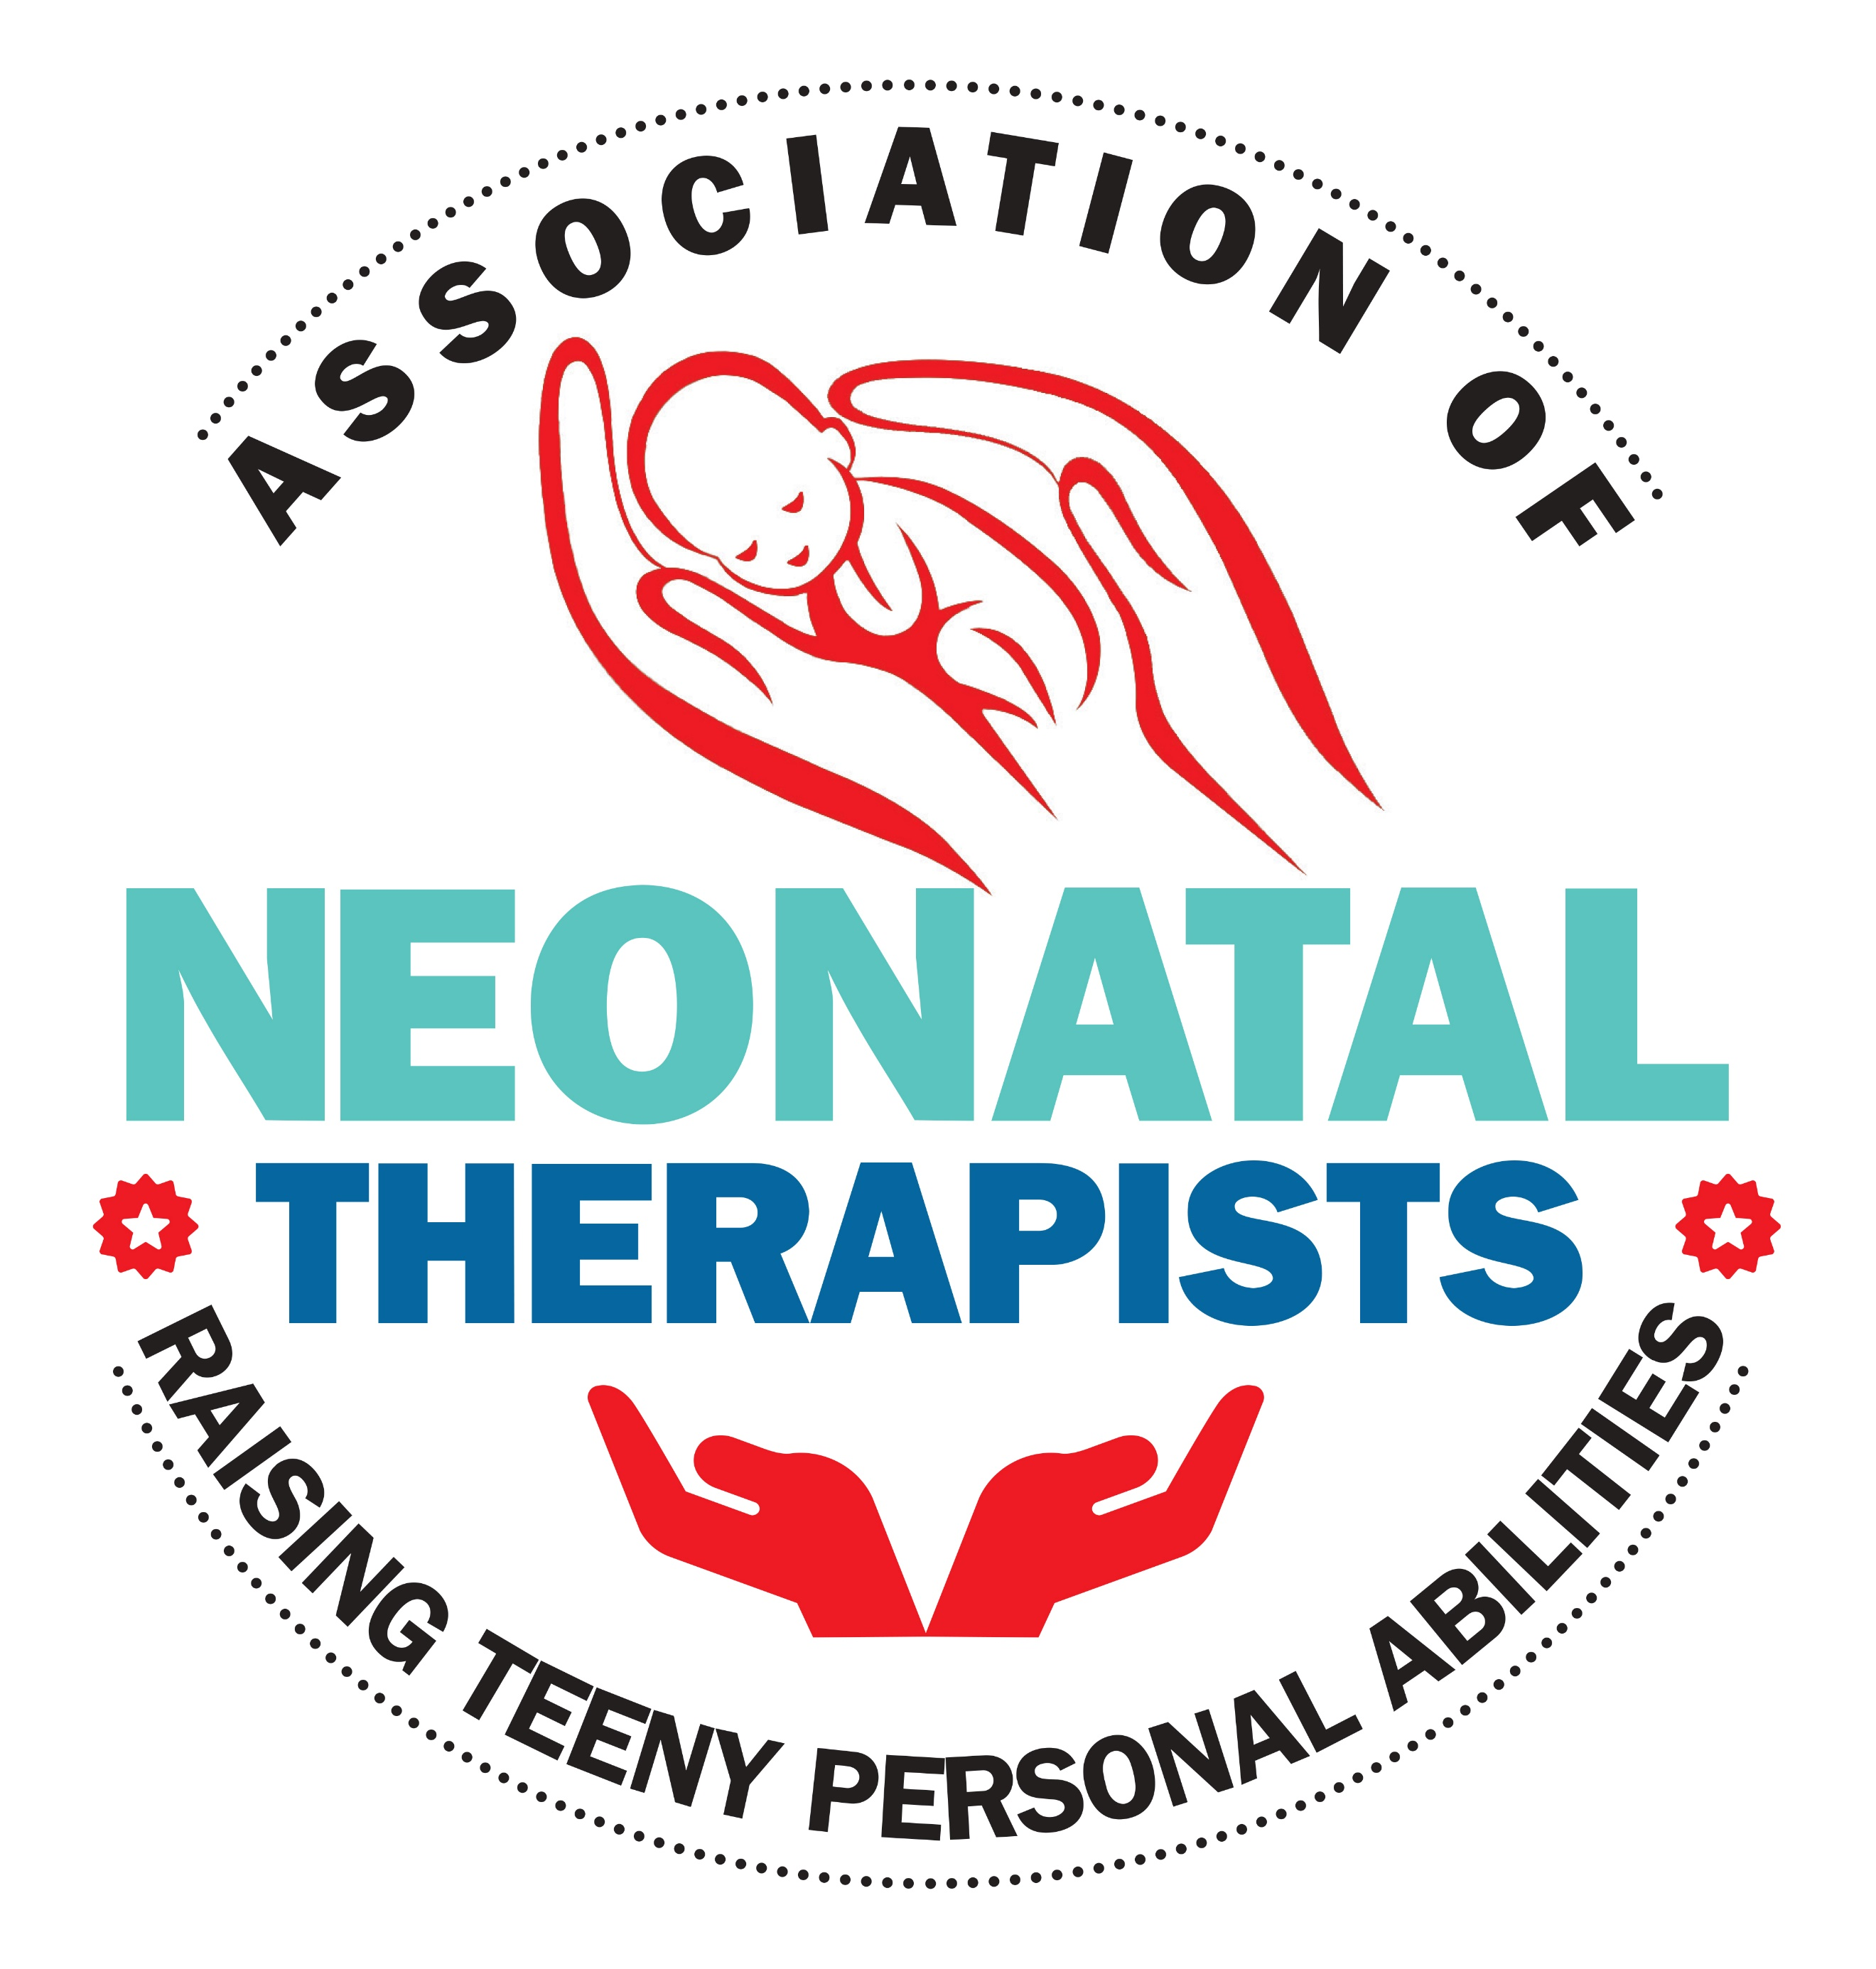 ASSOCIATION OF
NEONATAL
THERAPISTS
RAISING TEENY PERSONAL ABILITIES